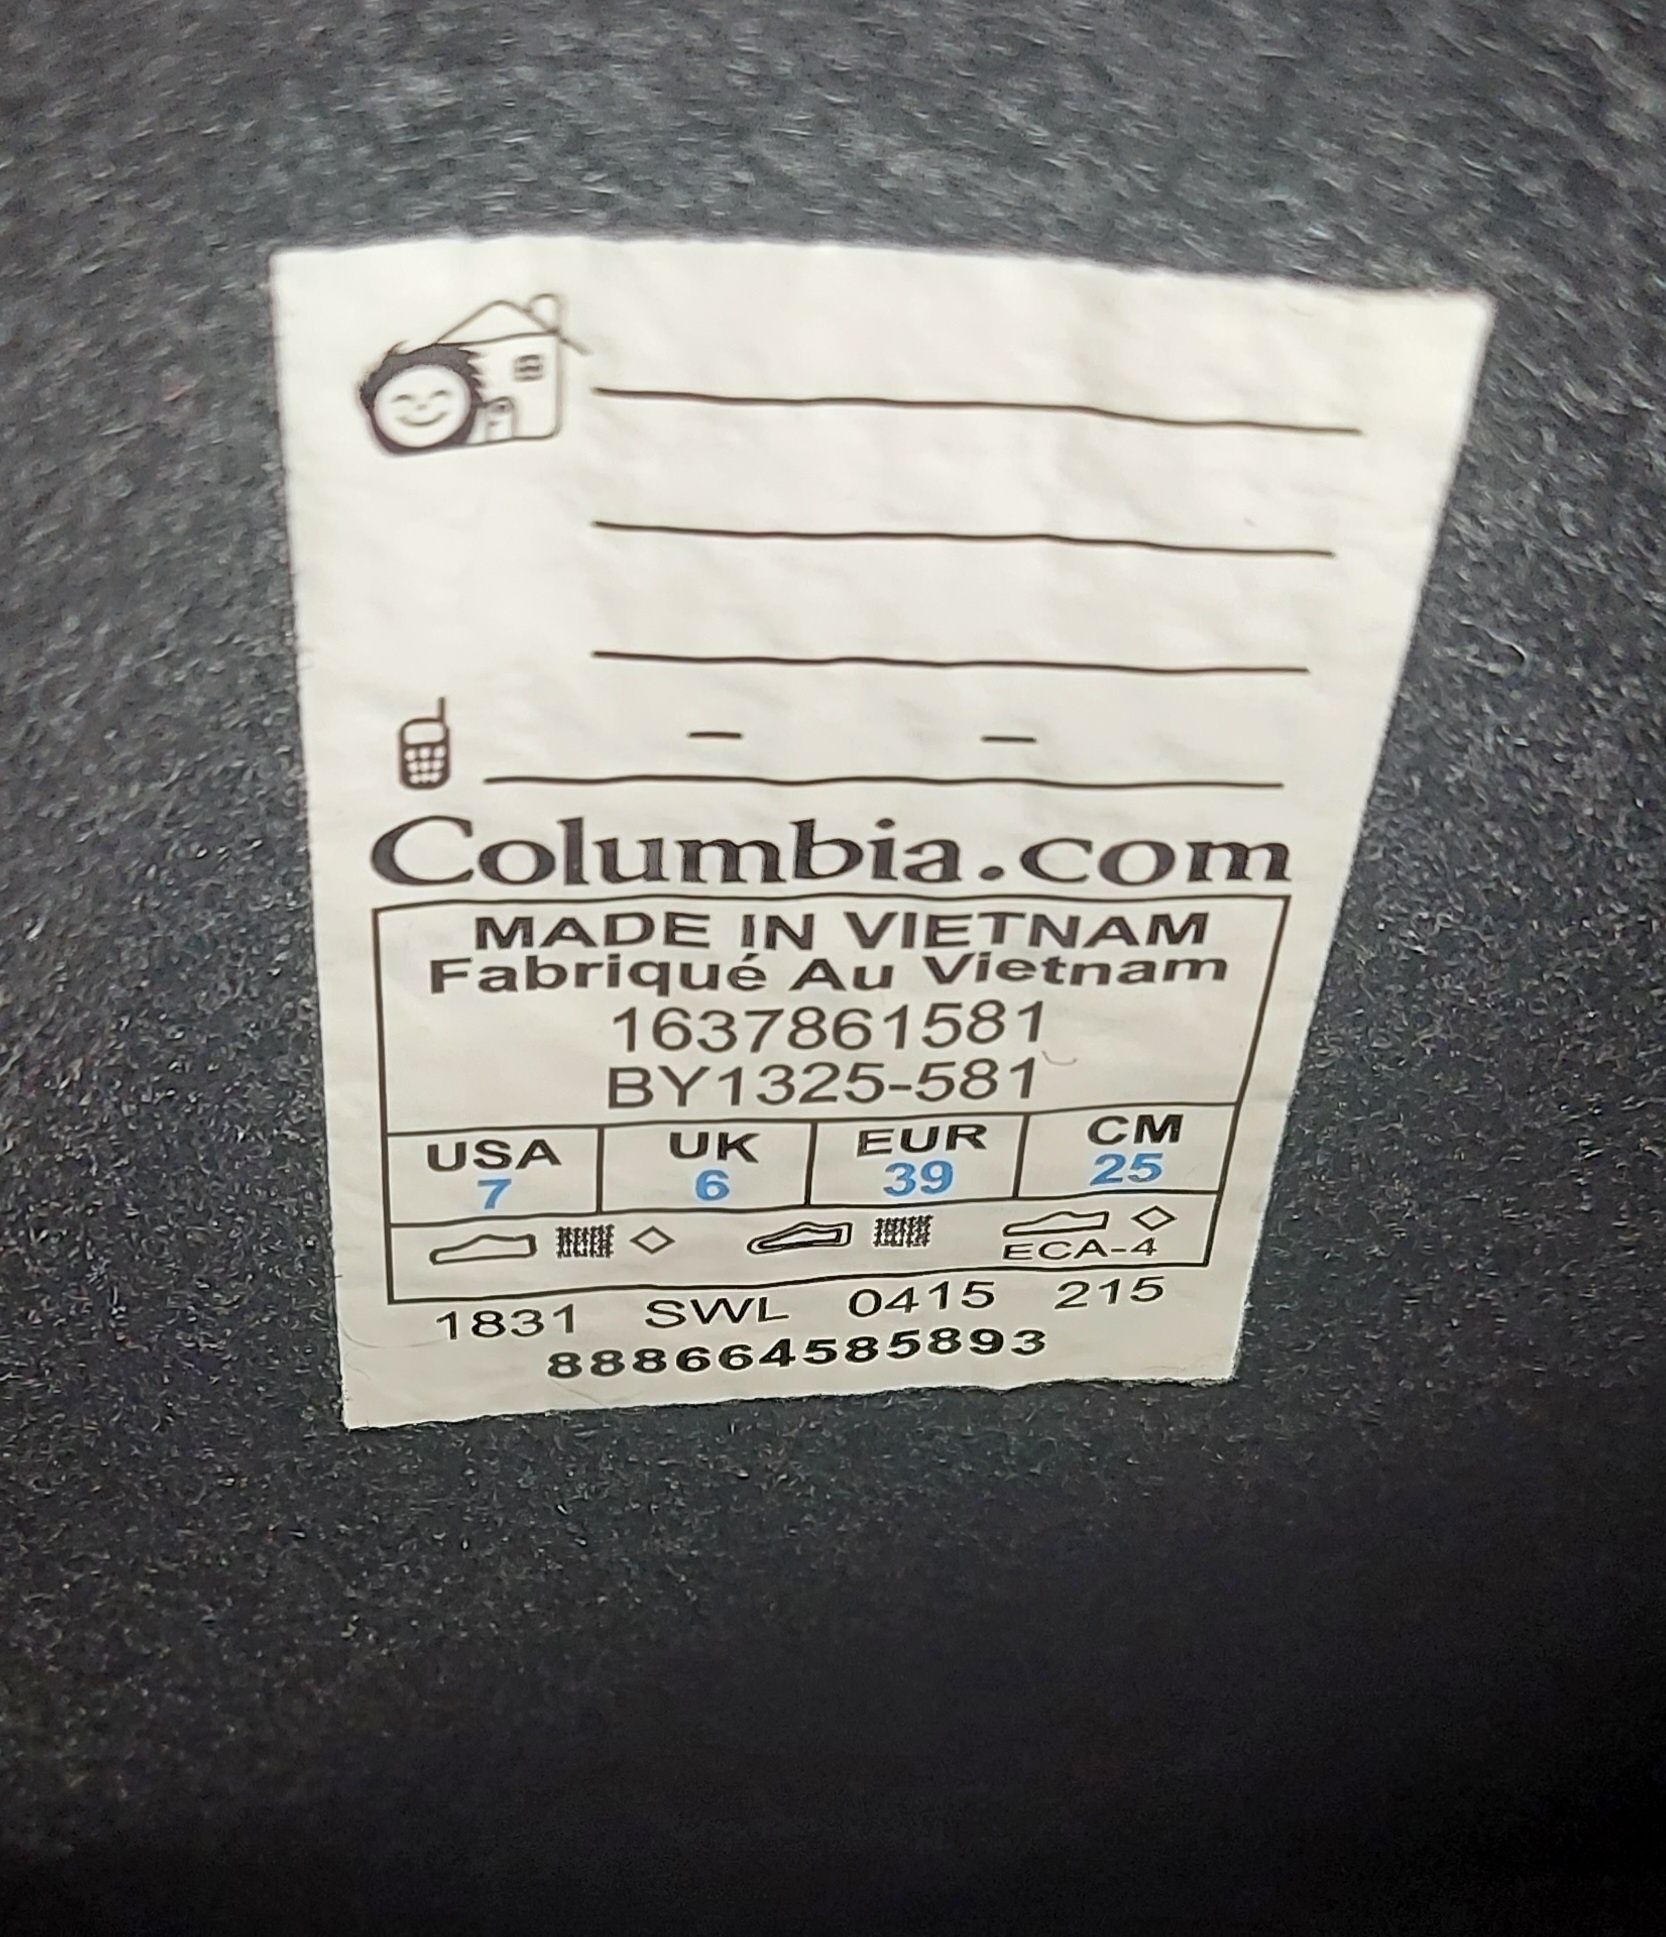 Columbia.com
MADE IN VIETNAM
Fabriqué Au Vietnam
1637861581
BY1325-581
USA UK EUR CM
7 6 39 25
ECA-4
1831 SWL 0415 215
888664585893